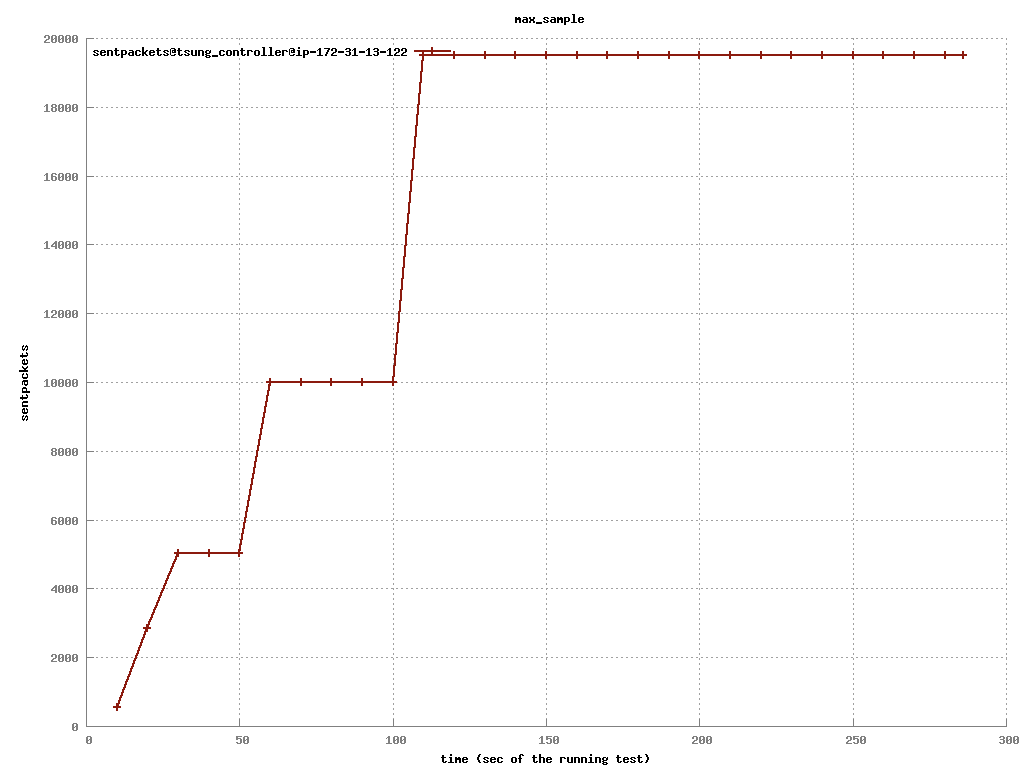 max_sample
sentpackets@tsung_controller@ip-172-31-13-122
20000
18000
16000
14000
12000
10000
8000
6000
4000
2000
0
sentpackets
0 50 100 150 200 250 300
time (sec of the running test)